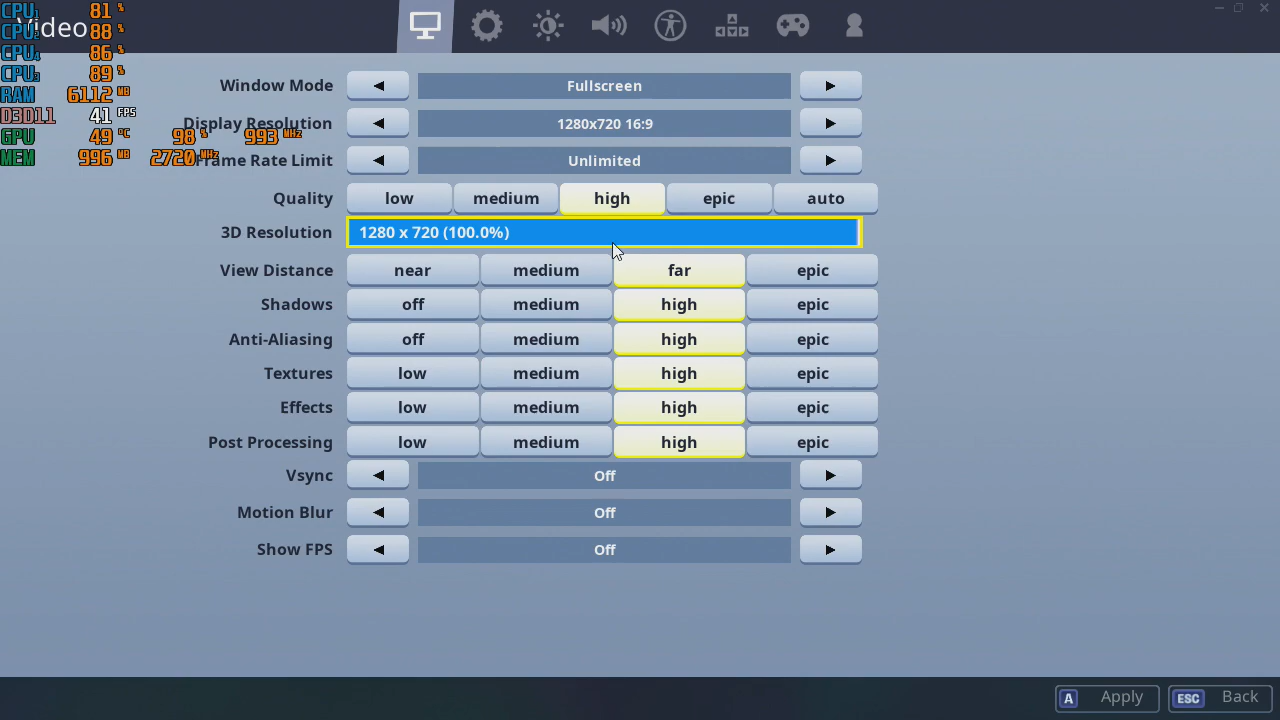 Video
CPU1 81 %
CPU2 88 %
CPU4 86 %
CPU3 89 %
RAM 6112 MB
D3D11 41 FPS
GPU 49 °C 98 % 993 MHz
MEM 996 MB 2720 MHz
Window Mode ◄ Fullscreen ►
Display Resolution ◄ 1280x720 16:9 ►
Frame Rate Limit ◄ Unlimited ►
Quality low medium high epic auto
3D Resolution 1280 x 720 (100.0%)
View Distance near medium far epic
Shadows off medium high epic
Anti-Aliasing off medium high epic
Textures low medium high epic
Effects low medium high epic
Post Processing low medium high epic
Vsync ◄ Off ►
Motion Blur ◄ Off ►
Show FPS ◄ Off ►
A Apply ESC Back